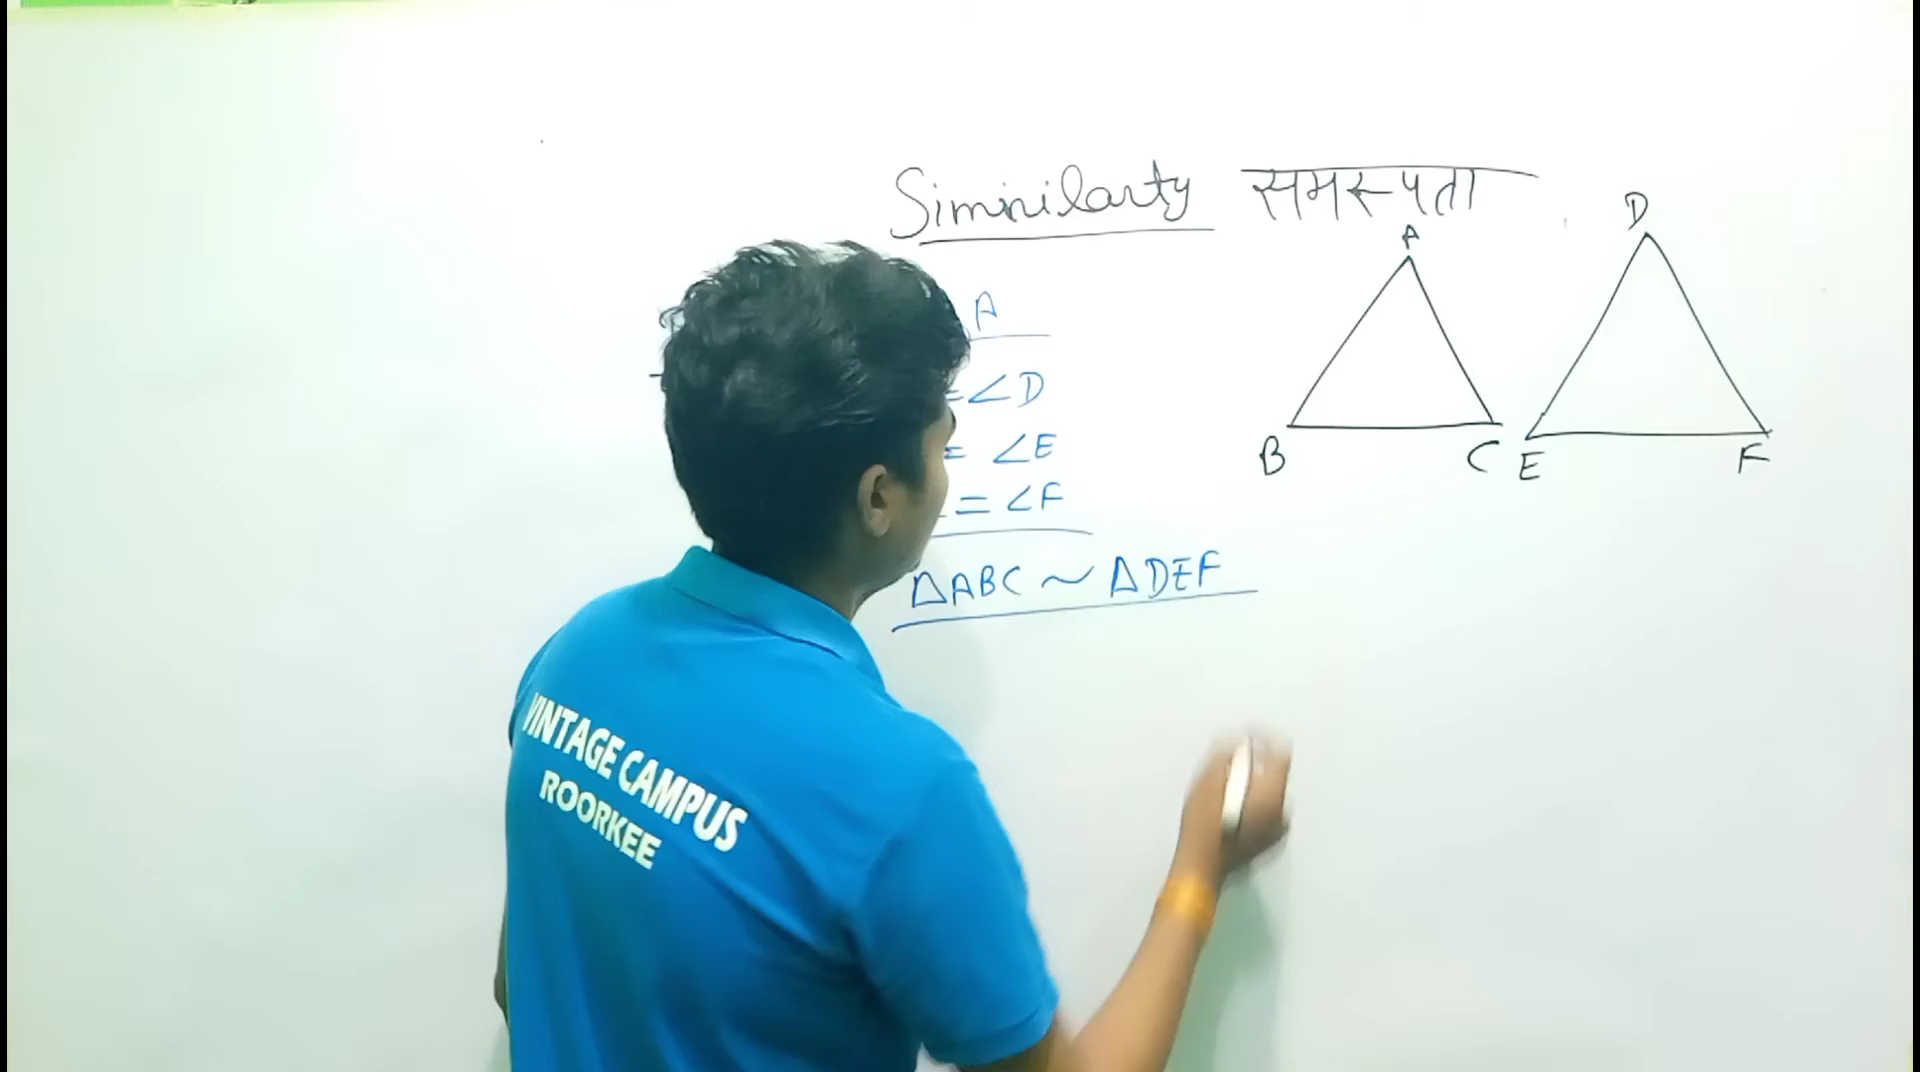 Siminilarty समरूपता
A
=∠D
= ∠E
= ∠F
ΔABC ~ ΔDEF
A
B C
D
E F
VINTAGE CAMPUS
ROORKEE